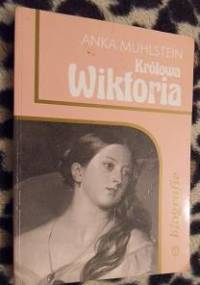 ANKA MUHLSTEIN
Królowa
Wiktoria
biografie